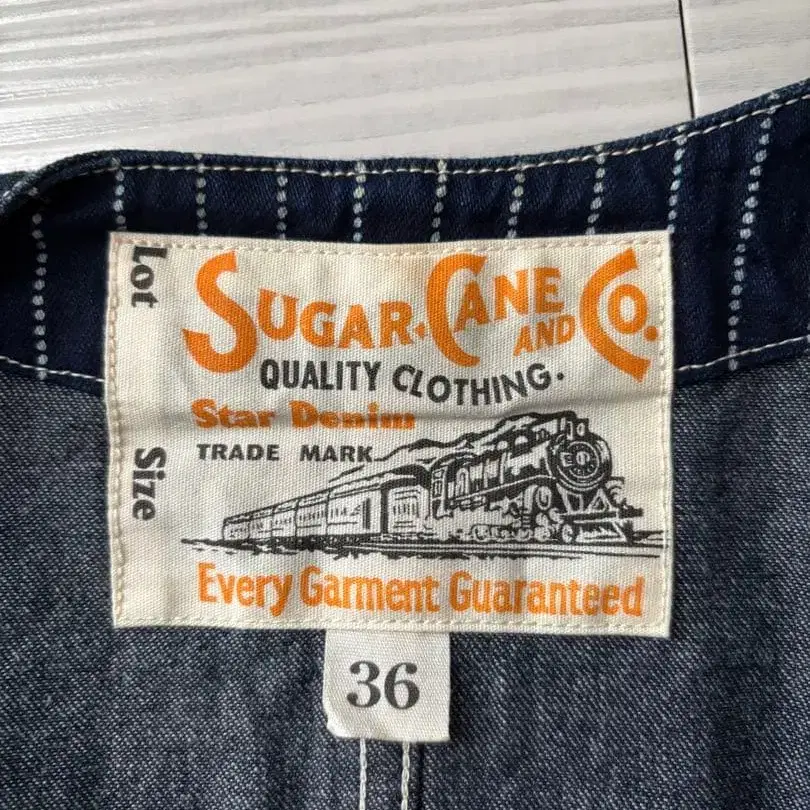 Lot
Size
SUGAR·CANE AND CO.
QUALITY CLOTHING.
Star Denim
TRADE MARK
Every Garment Guaranteed
36